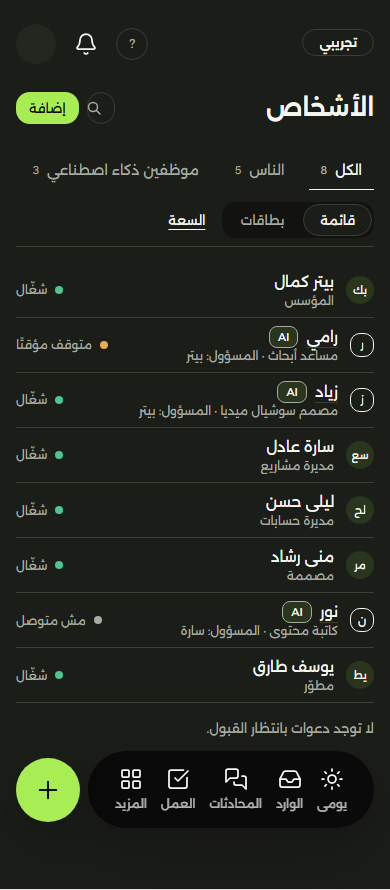 تجريبي
?
الأشخاص
إضافة
الكل 8
الناس 5
موظفين ذكاء اصطناعي 3
قائمة
بطاقات
السعة
بك
بيتر كمال
المؤسس
شغّال
ر
رامي AI
مساعد أبحاث · المسؤول: بيتر
متوقف مؤقتًا
ز
زياد AI
مصمم سوشيال ميديا · المسؤول: بيتر
شغّال
سع
سارة عادل
مديرة مشاريع
شغّال
لح
ليلى حسن
مديرة حسابات
شغّال
مر
منى رشاد
مصممة
شغّال
ن
نور AI
كاتبة محتوى · المسؤول: سارة
مش متوصل
يط
يوسف طارق
مطوّر
شغّال
لا توجد دعوات بانتظار القبول.
يومي
الوارد
المحادثات
العمل
المزيد